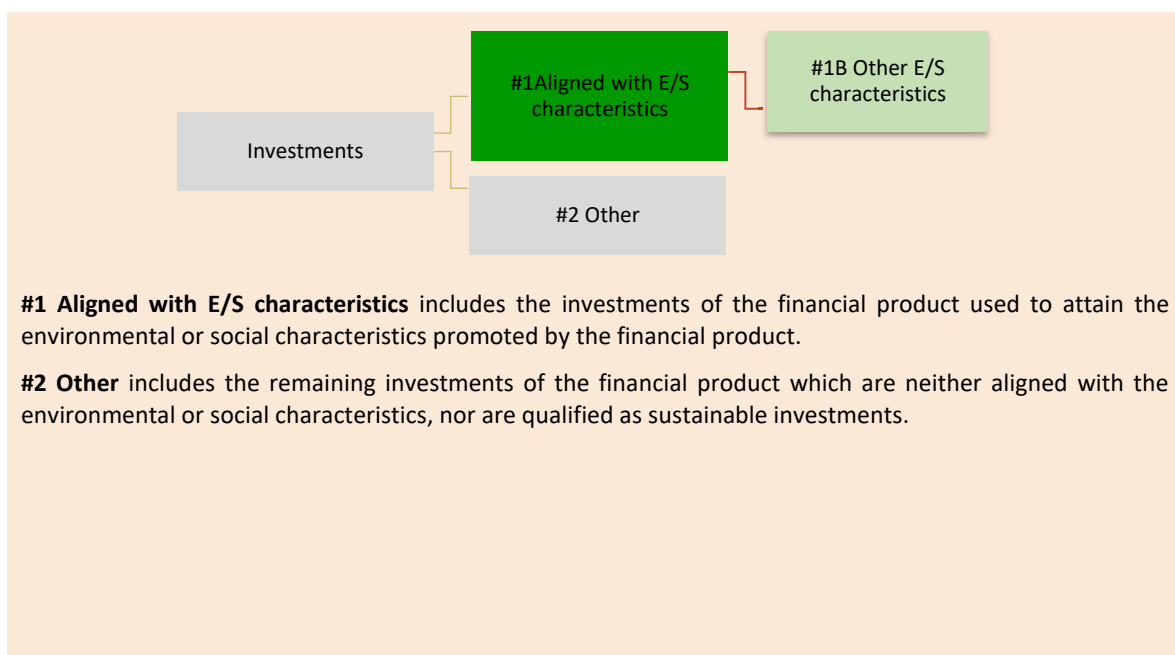 #1Aligned with E/S
characteristics
#1B Other E/S
characteristics
Investments
#2 Other
#1 Aligned with E/S characteristics includes the investments of the financial product used to attain the
environmental or social characteristics promoted by the financial product.
#2 Other includes the remaining investments of the financial product which are neither aligned with the
environmental or social characteristics, nor are qualified as sustainable investments.